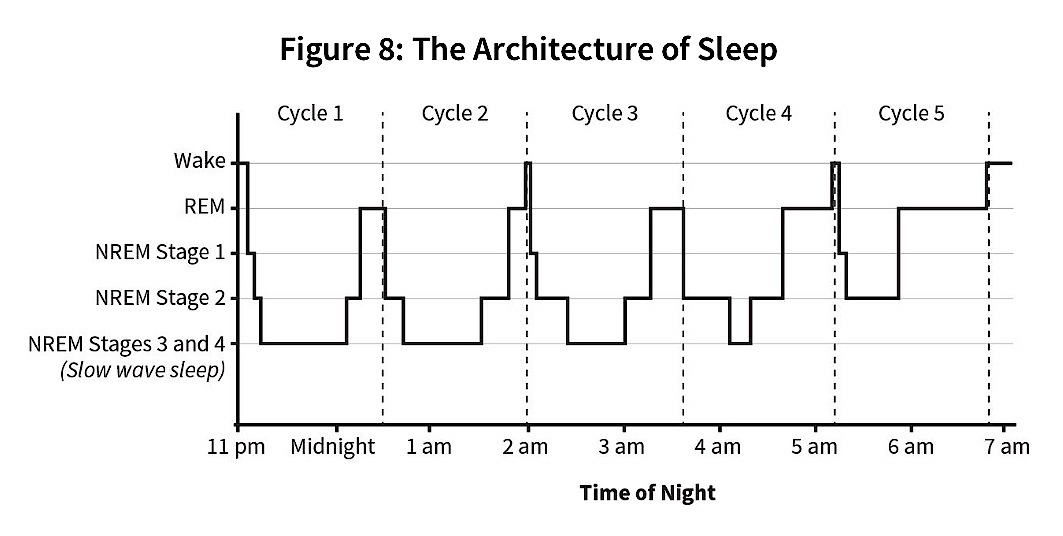 Figure 8: The Architecture of Sleep
Cycle 1 Cycle 2 Cycle 3 Cycle 4 Cycle 5
Wake
REM
NREM Stage 1
NREM Stage 2
NREM Stages 3 and 4
(Slow wave sleep)
11 pm Midnight 1 am 2 am 3 am 4 am 5 am 6 am 7 am
Time of Night